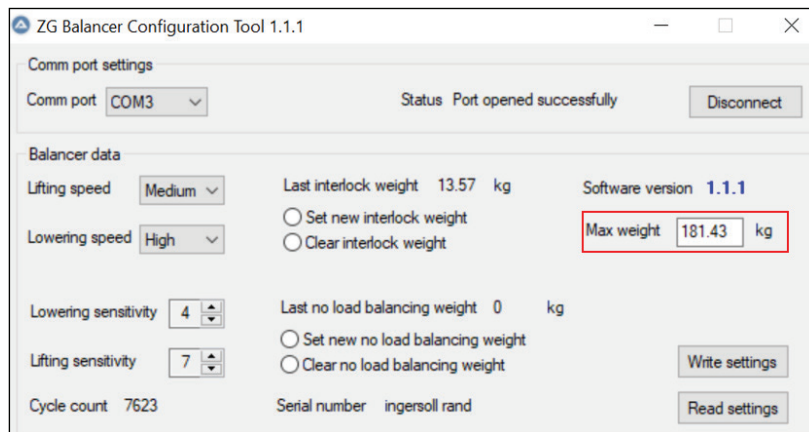 ZG Balancer Configuration Tool 1.1.1
Comm port settings
Comm port COM3 Status Port opened successfully Disconnect
Balancer data
Lifting speed Medium Last interlock weight 13.57 kg Software version 1.1.1
Set new interlock weight
Max weight 181.43 kg
Lowering speed High Clear interlock weight
Lowering sensitivity 4 Last no load balancing weight 0 kg
Set new no load balancing weight
Lifting sensitivity 7 Clear no load balancing weight Write settings
Cycle count 7623 Serial number ingersoll rand Read settings